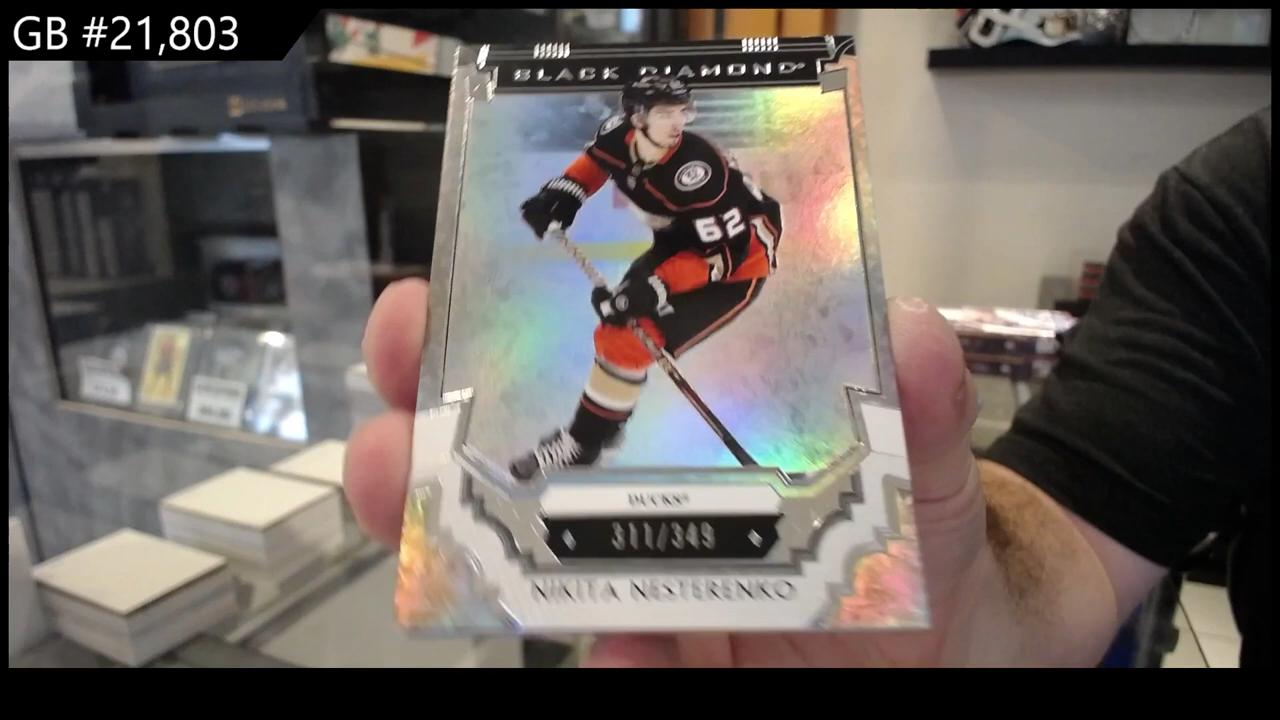 GB #21,803
BLACK DIAMOND
62
DUCKS
311/349
NIKITA NESTERENKO